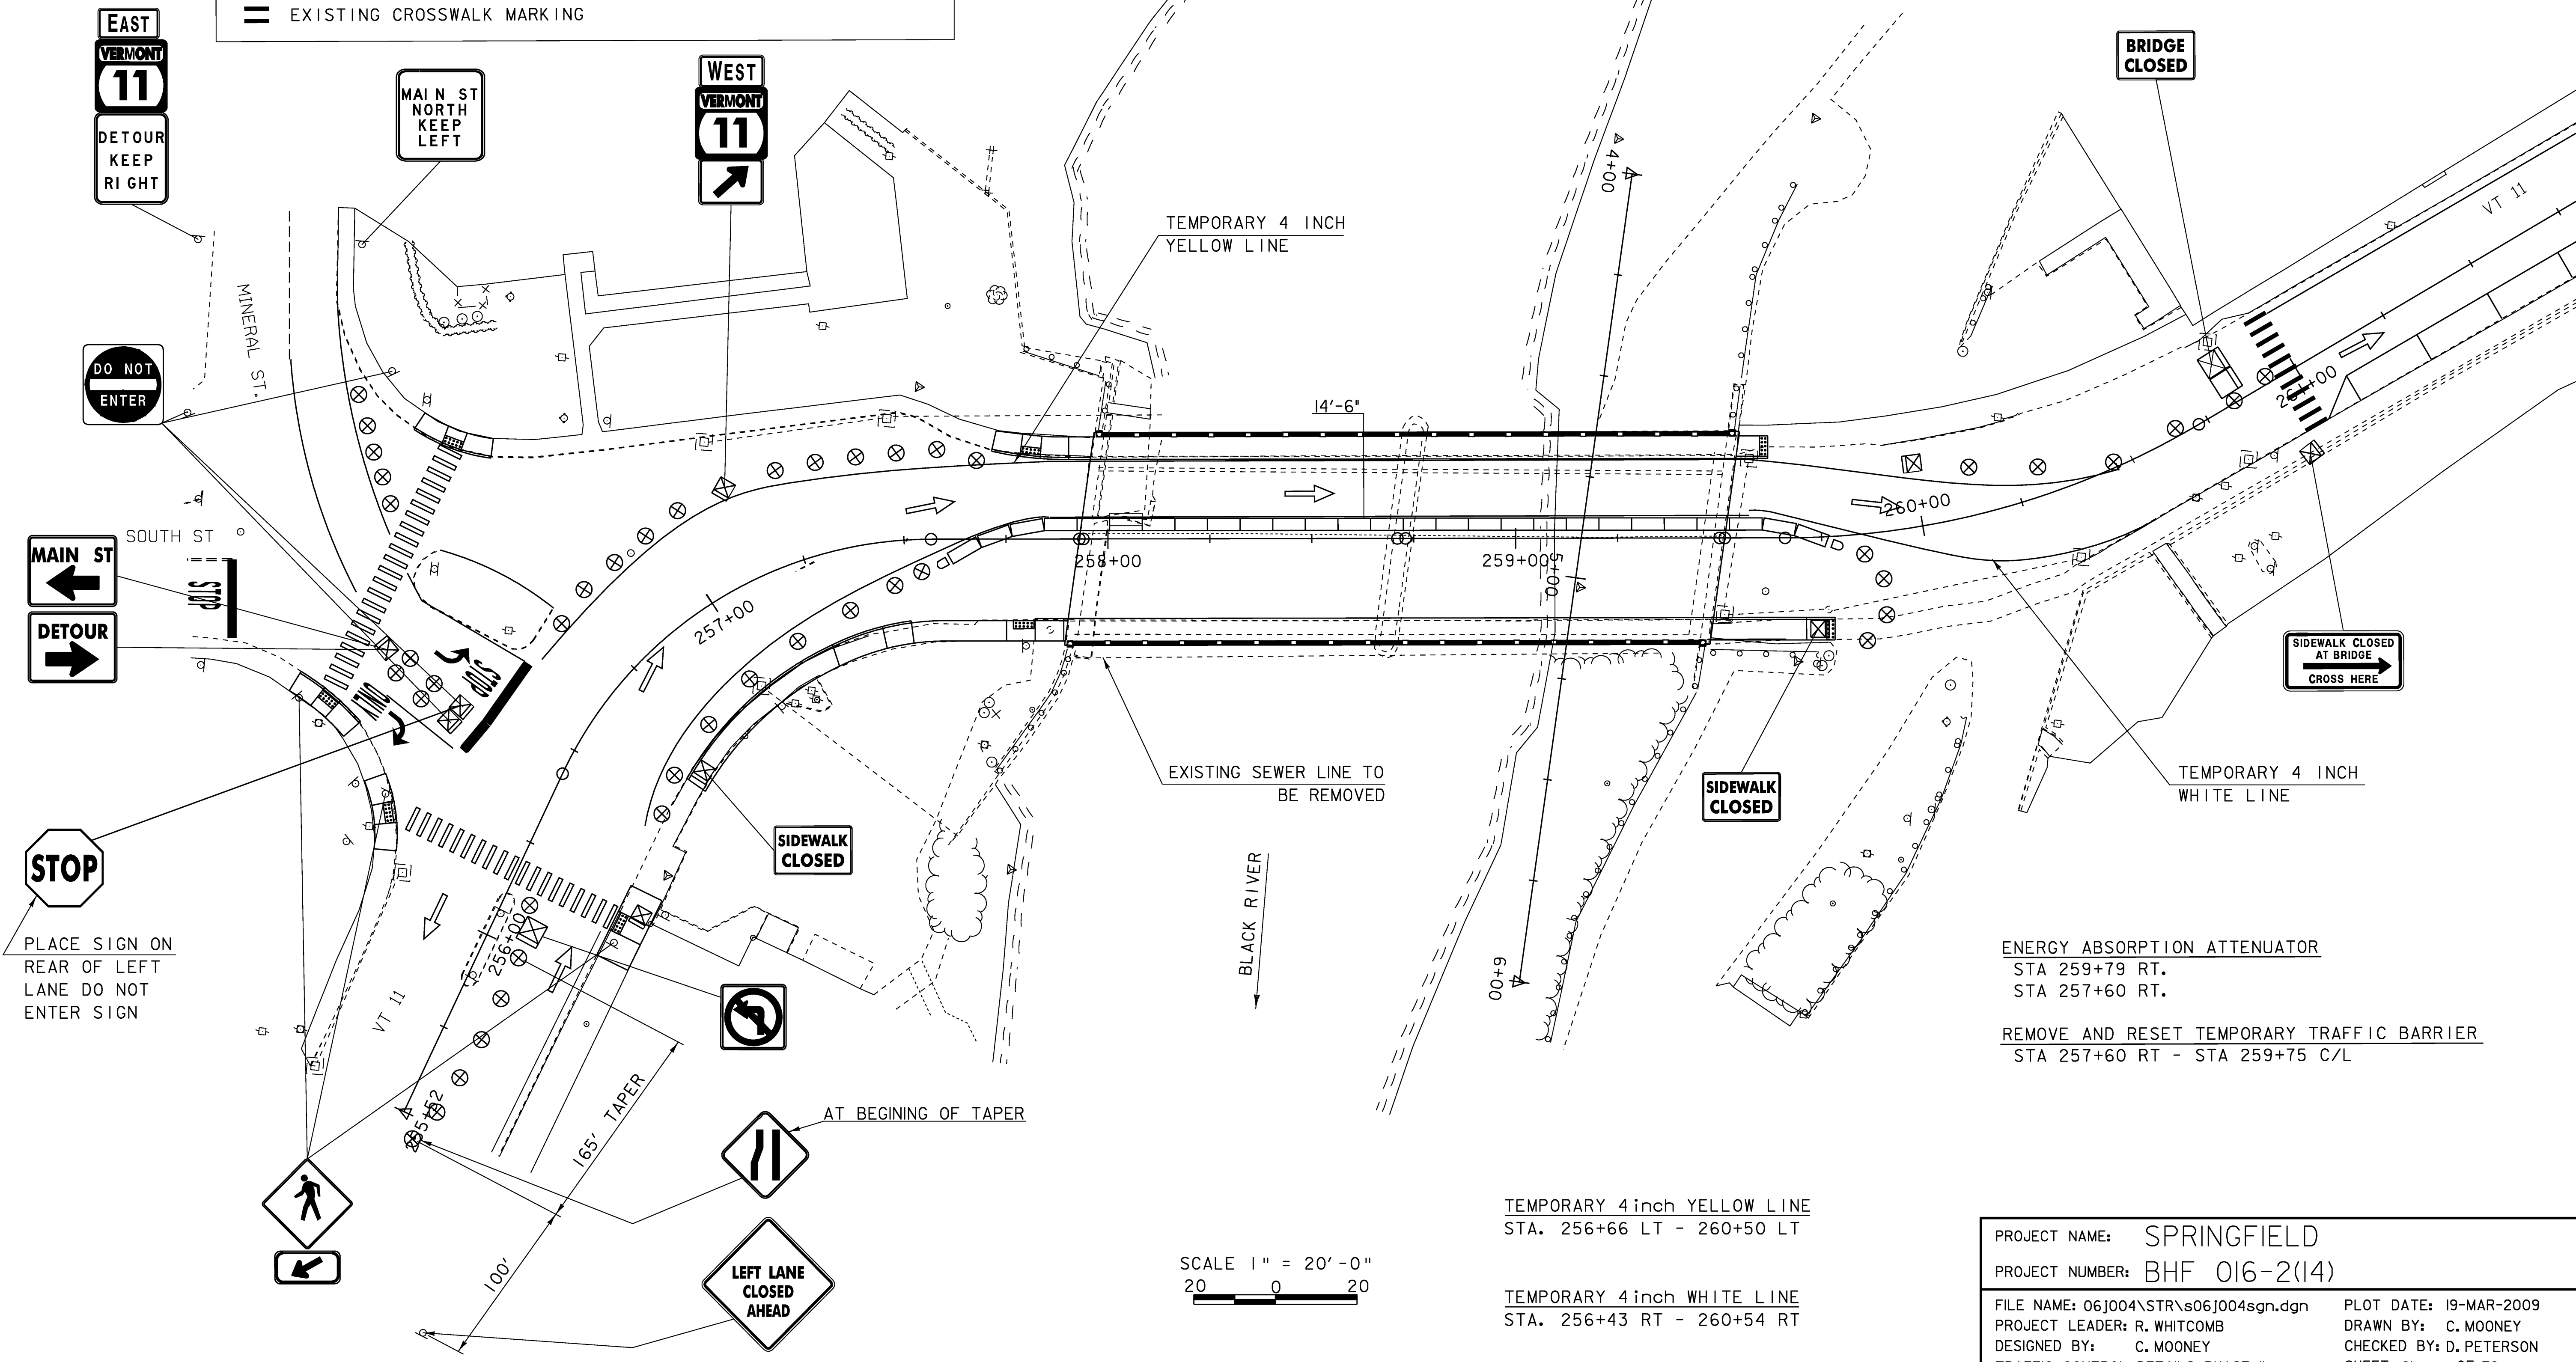 EXISTING CROSSWALK MARKING
EAST
VERMONT
11
DETOUR
KEEP
RIGHT
MAIN ST
NORTH
KEEP
LEFT
WEST
VERMONT
11
BRIDGE
CLOSED
TEMPORARY 4 INCH
YELLOW LINE
4+00
VT 11
MINERAL ST.
DO NOT
ENTER
14'-6"
261+00
260+00
258+00
259+00
5+00
257+00
SOUTH ST
STOP
MAIN ST
DETOUR
STOP
STOP
SIDEWALK CLOSED
AT BRIDGE
CROSS HERE
EXISTING SEWER LINE TO
BE REMOVED
SIDEWALK
CLOSED
TEMPORARY 4 INCH
WHITE LINE
SIDEWALK
CLOSED
STOP
PLACE SIGN ON
REAR OF LEFT
LANE DO NOT
ENTER SIGN
256+00
VT 11
BLACK RIVER
6+00
ENERGY ABSORPTION ATTENUATOR
STA 259+79 RT.
STA 257+60 RT.
REMOVE AND RESET TEMPORARY TRAFFIC BARRIER
STA 257+60 RT - STA 259+75 C/L
255+52
165' TAPER
AT BEGINING OF TAPER
100'
LEFT LANE
CLOSED
AHEAD
SCALE 1" = 20'-0"
20 0 20
TEMPORARY 4inch YELLOW LINE
STA. 256+66 LT - 260+50 LT
TEMPORARY 4inch WHITE LINE
STA. 256+43 RT - 260+54 RT
PROJECT NAME: SPRINGFIELD
PROJECT NUMBER: BHF 016-2(14)
FILE NAME: 06j004\STR\s06j004sgn.dgn PLOT DATE: 19-MAR-2009
PROJECT LEADER: R. WHITCOMB DRAWN BY: C. MOONEY
DESIGNED BY: C. MOONEY CHECKED BY: D. PETERSON